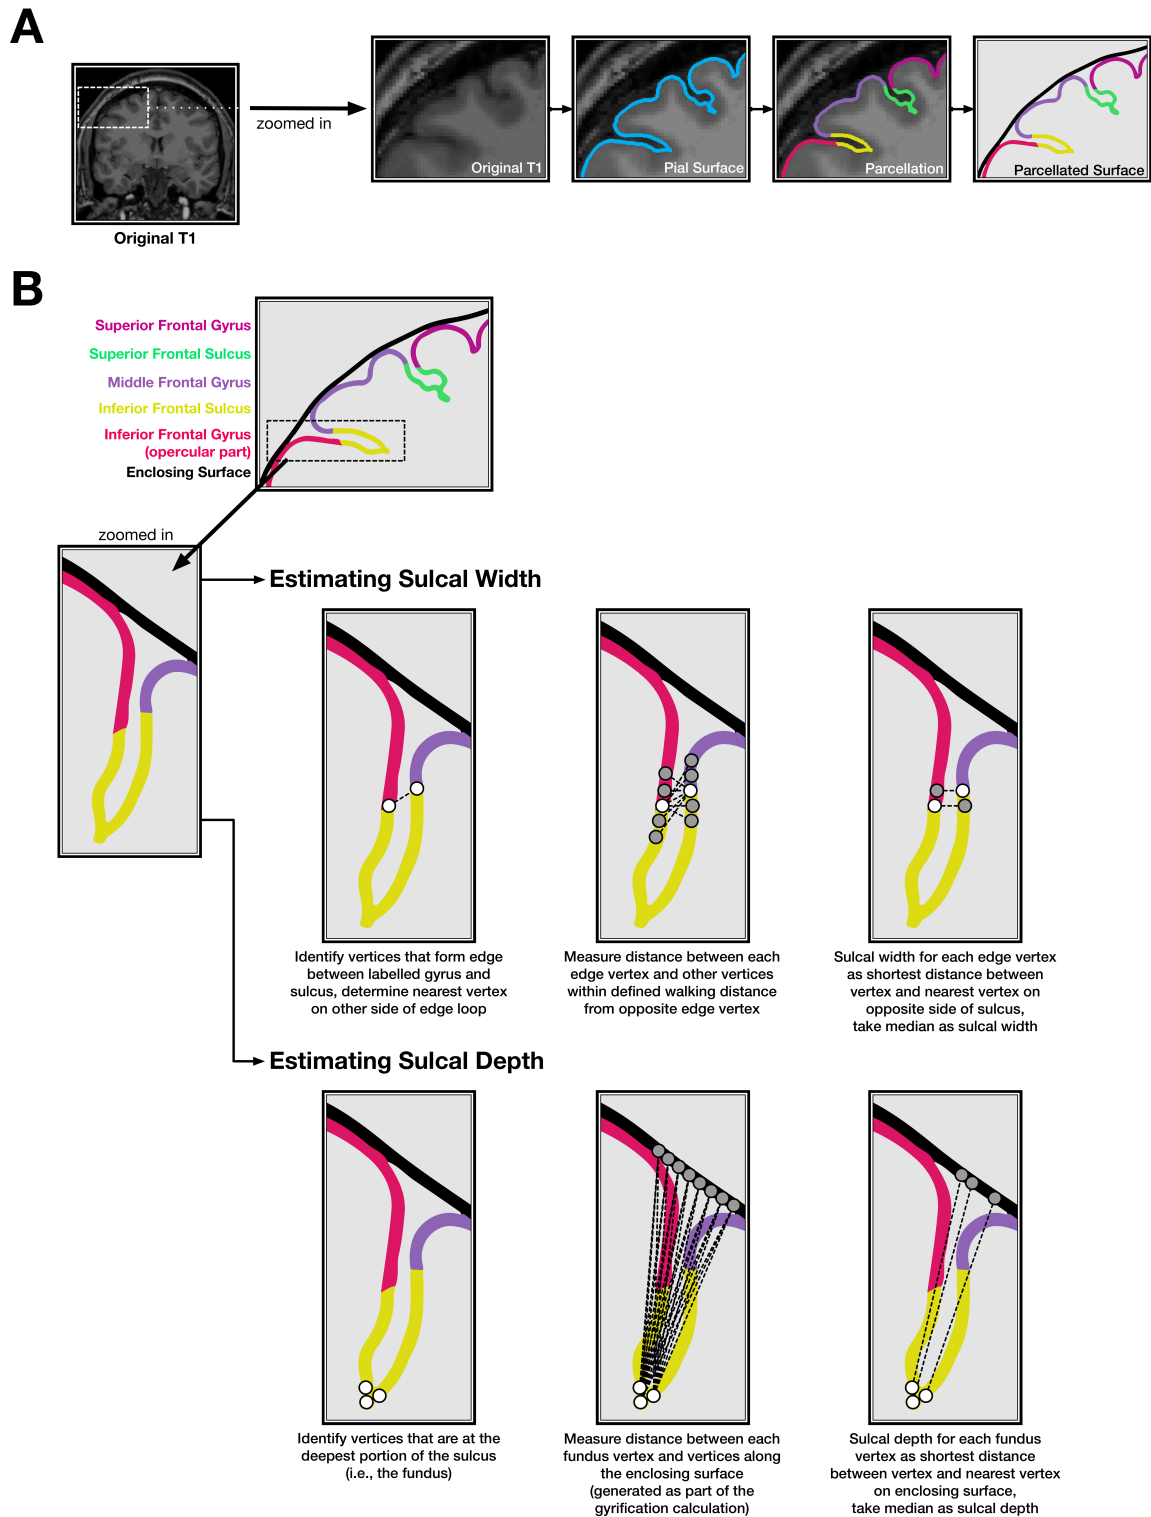 A
zoomed in
Original T1
Original T1
Pial Surface
Parcellation
Parcellated Surface
B
Superior Frontal Gyrus
Superior Frontal Sulcus
Middle Frontal Gyrus
Inferior Frontal Sulcus
Inferior Frontal Gyrus
(opercular part)
Enclosing Surface
zoomed in
Estimating Sulcal Width
Identify vertices that form edge
between labelled gyrus and
sulcus, determine nearest vertex
on other side of edge loop
Measure distance between each
edge vertex and other vertices
within defined walking distance
from opposite edge vertex
Sulcal width for each edge vertex
as shortest distance between
vertex and nearest vertex on
opposite side of sulcus,
take median as sulcal width
Estimating Sulcal Depth
Identify vertices that are at the
deepest portion of the sulcus
(i.e., the fundus)
Measure distance between each
fundus vertex and vertices along
the enclosing surface
(generated as part of the
gyrification calculation)
Sulcal depth for each fundus
vertex as shortest distance
between vertex and nearest vertex
on enclosing surface,
take median as sulcal depth